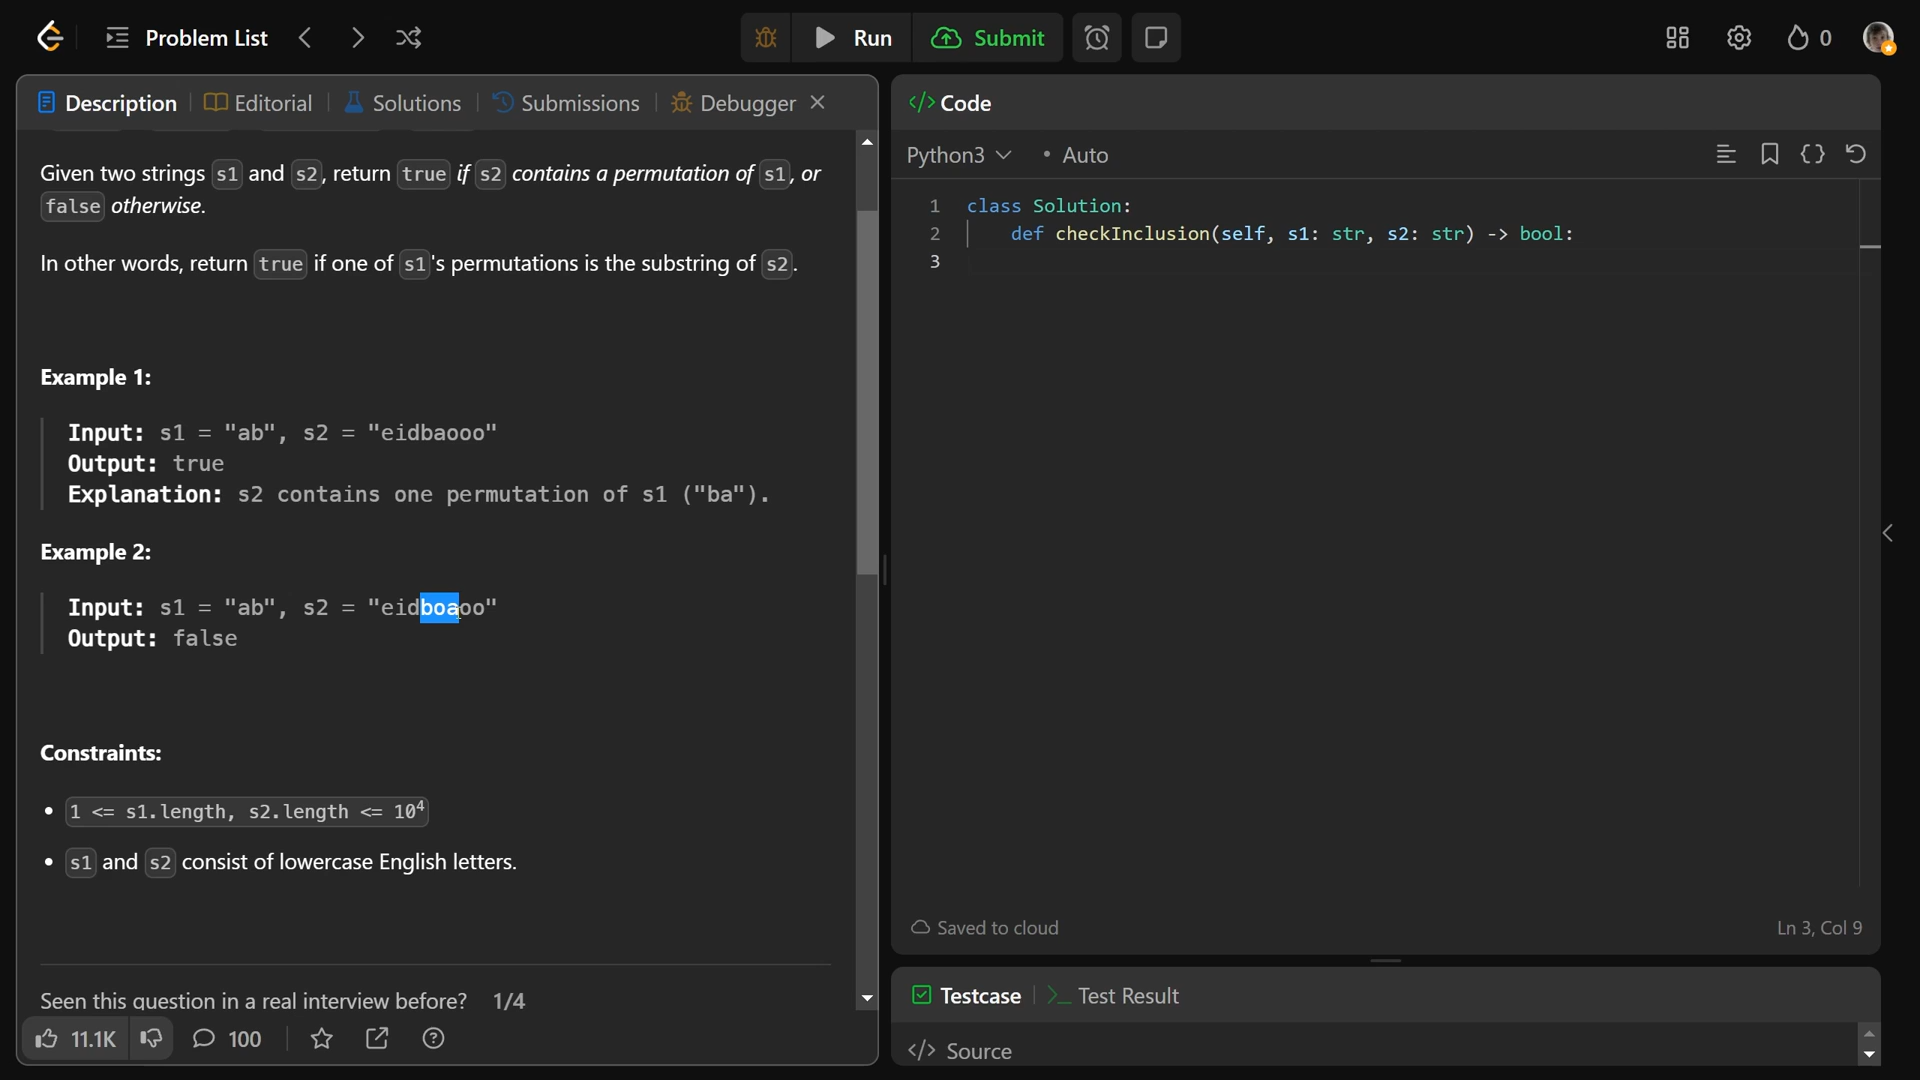 Problem List
Run
Submit
0
Description
Editorial
Solutions
Submissions
Debugger
Given two strings s1 and s2, return true if s2 contains a permutation of s1, or
false otherwise.
In other words, return true if one of s1's permutations is the substring of s2.
Example 1:
Input: s1 = "ab", s2 = "eidbaooo"
Output: true
Explanation: s2 contains one permutation of s1 ("ba").
Example 2:
Input: s1 = "ab", s2 = "eidboaoo"
Output: false
Constraints:
• 1 <= s1.length, s2.length <= 10⁴
• s1 and s2 consist of lowercase English letters.
Seen this question in a real interview before? 1/4
11.1K
100
</> Code
Python3
• Auto
1 class Solution:
2 def checkInclusion(self, s1: str, s2: str) -> bool:
3
Saved to cloud
Ln 3, Col 9
Testcase
>_ Test Result
</> Source